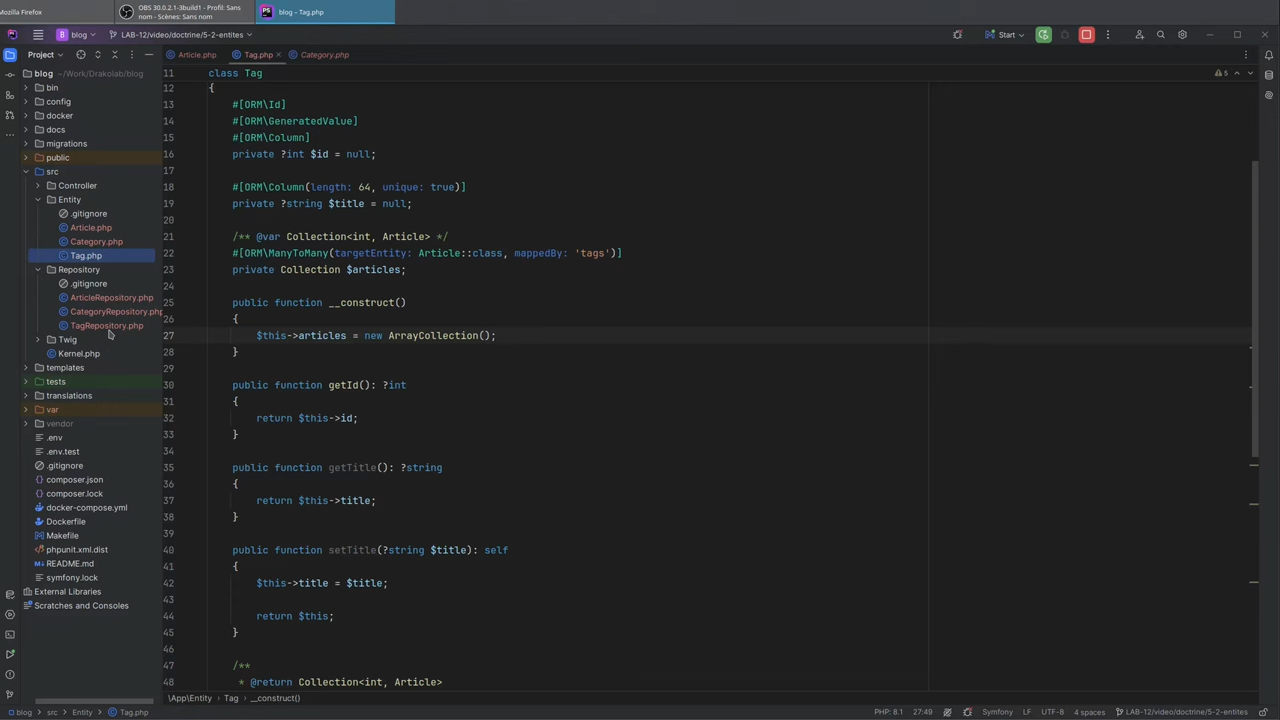 Mozilla Firefox
OBS 30.0.2.1-3build1 - Profil: Sans nom - Scènes: Sans nom
blog – Tag.php
B blog
LAB-12/video/doctrine/5-2-entites
Start
Project
Article.php
Tag.php
Category.php
blog ~/Work/Drakolab/blog
bin
config
docker
docs
migrations
public
src
Controller
Entity
.gitignore
Article.php
Category.php
Tag.php
Repository
.gitignore
ArticleRepository.php
CategoryRepository.php
TagRepository.php
Twig
Kernel.php
templates
tests
translations
var
vendor
.env
.env.test
.gitignore
composer.json
composer.lock
docker-compose.yml
Dockerfile
Makefile
phpunit.xml.dist
README.md
symfony.lock
External Libraries
Scratches and Consoles
5
11 class Tag
12 {
13 #[ORM\Id]
14 #[ORM\GeneratedValue]
15 #[ORM\Column]
16 private ?int $id = null;
17
18 #[ORM\Column(length: 64, unique: true)]
19 private ?string $title = null;
20
21 /** @var Collection<int, Article> */
22 #[ORM\ManyToMany(targetEntity: Article::class, mappedBy: 'tags')]
23 private Collection $articles;
24
25 public function __construct()
26 {
27 $this->articles = new ArrayCollection();
28 }
29
30 public function getId(): ?int
31 {
32 return $this->id;
33 }
34
35 public function getTitle(): ?string
36 {
37 return $this->title;
38 }
39
40 public function setTitle(?string $title): self
41 {
42 $this->title = $title;
43
44 return $this;
45 }
46
47 /**
48 * @return Collection<int, Article>
\App\Entity › Tag › __construct()
blog › src › Entity › Tag.php
PHP: 8.1
27:49
Symfony
LF
UTF-8
4 spaces
LAB-12/video/doctrine/5-2-entites